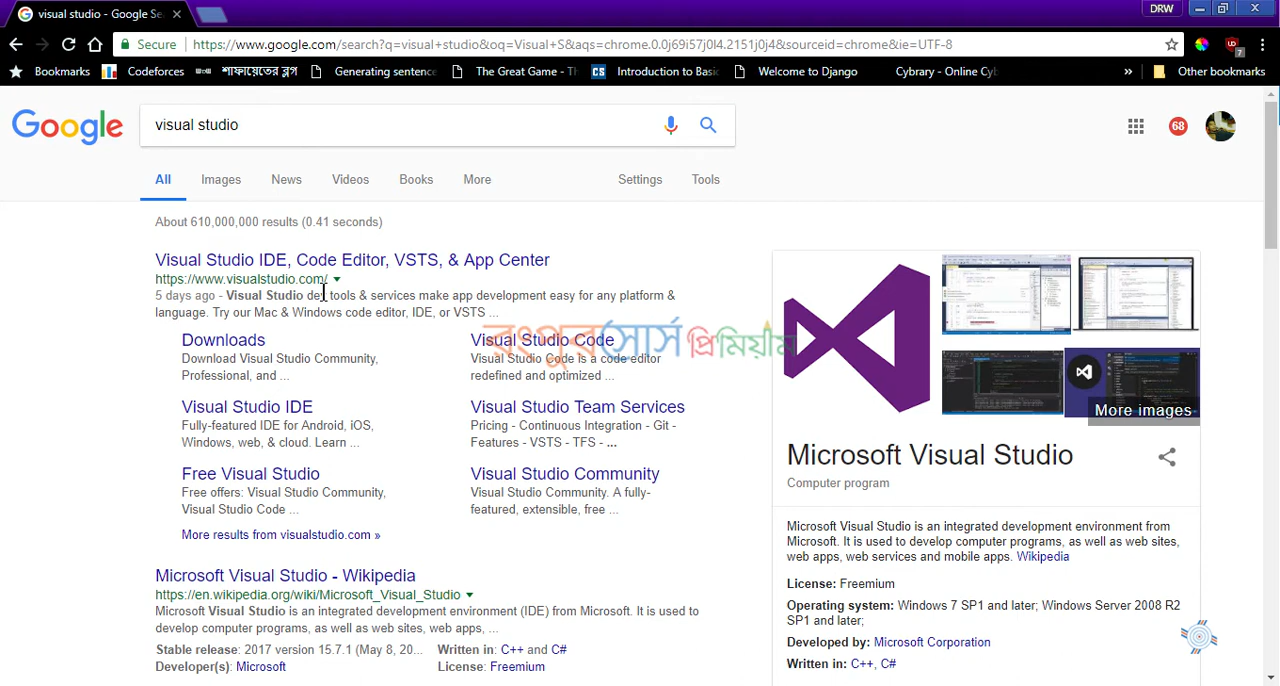 visual studio - Google Se
DRW
Secure
https://www.google.com/search?q=visual+studio&oq=Visual+S&aqs=chrome.0.0j69i57j0l4.2151j0j4&sourceid=chrome&ie=UTF-8
7
Bookmarks
Codeforces
শাফায়েতের ব্লগ
Generating sentence
The Great Game - Th
CS
Introduction to Basic
Welcome to Django
Cybrary - Online Cyb
»
Other bookmarks
Google
visual studio
68
All
Images
News
Videos
Books
More
Settings
Tools
About 610,000,000 results (0.41 seconds)
Visual Studio IDE, Code Editor, VSTS, & App Center
https://www.visualstudio.com/
5 days ago - Visual Studio dev tools & services make app development easy for any platform &
language. Try our Mac & Windows code editor, IDE, or VSTS ...
রংপুরসোর্স প্রিমিয়াম
Downloads
Download Visual Studio Community,
Professional, and ...
Visual Studio Code
Visual Studio Code is a code editor
redefined and optimized ...
Visual Studio IDE
Fully-featured IDE for Android, iOS,
Windows, web, & cloud. Learn ...
Visual Studio Team Services
Pricing - Continuous Integration - Git -
Features - VSTS - TFS - ...
Free Visual Studio
Free offers: Visual Studio Community,
Visual Studio Code ...
Visual Studio Community
Visual Studio Community. A fully-
featured, extensible, free ...
More results from visualstudio.com »
Microsoft Visual Studio - Wikipedia
https://en.wikipedia.org/wiki/Microsoft_Visual_Studio
Microsoft Visual Studio is an integrated development environment (IDE) from Microsoft. It is used to
develop computer programs, as well as web sites, web apps, ...
Stable release: 2017 version 15.7.1 (May 8, 20...
Written in: C++ and C#
Developer(s): Microsoft
License: Freemium
More images
Microsoft Visual Studio
Computer program
Microsoft Visual Studio is an integrated development environment from
Microsoft. It is used to develop computer programs, as well as web sites,
web apps, web services and mobile apps. Wikipedia
License: Freemium
Operating system: Windows 7 SP1 and later; Windows Server 2008 R2
SP1 and later;
Developed by: Microsoft Corporation
Written in: C++, C#